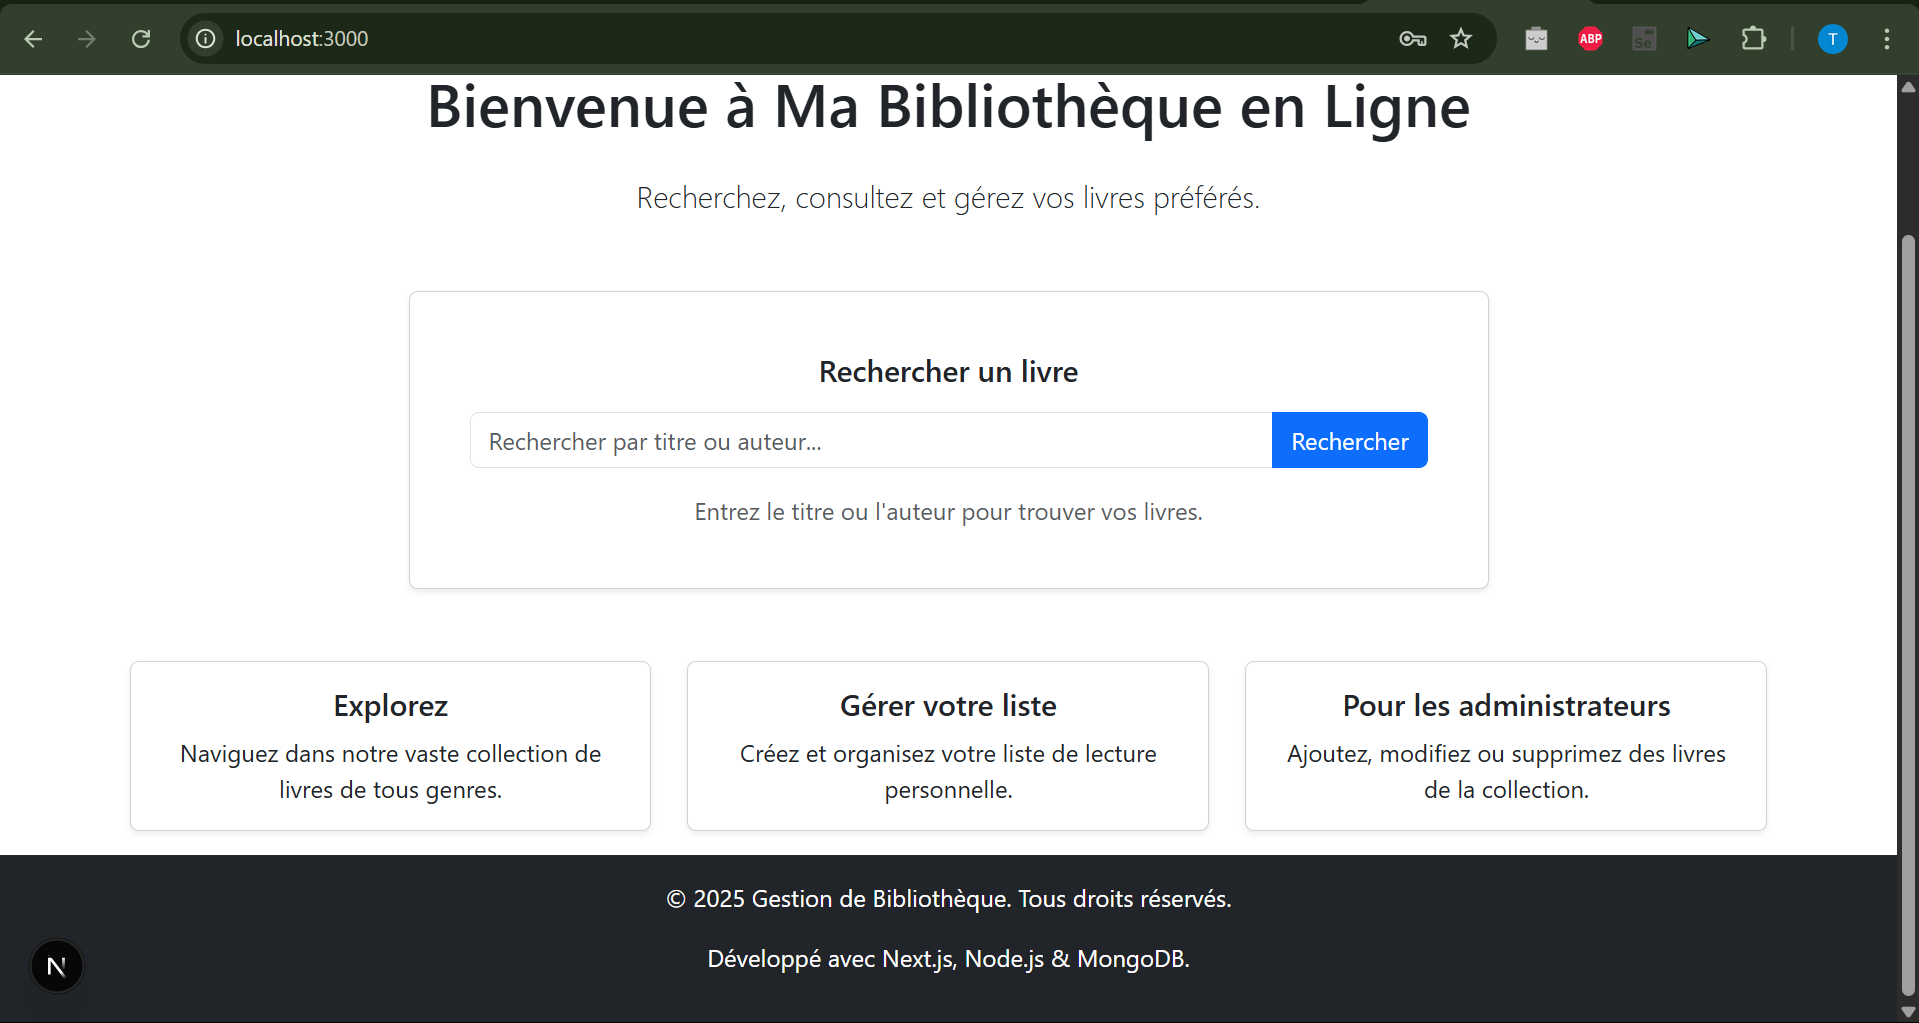 localhost:3000
ABP
Se
T
Bienvenue à Ma Bibliothèque en Ligne
Recherchez, consultez et gérez vos livres préférés.
Rechercher un livre
Rechercher par titre ou auteur...
Rechercher
Entrez le titre ou l'auteur pour trouver vos livres.
Explorez
Naviguez dans notre vaste collection de
livres de tous genres.
Gérer votre liste
Créez et organisez votre liste de lecture
personnelle.
Pour les administrateurs
Ajoutez, modifiez ou supprimez des livres
de la collection.
© 2025 Gestion de Bibliothèque. Tous droits réservés.
Développé avec Next.js, Node.js & MongoDB.
N